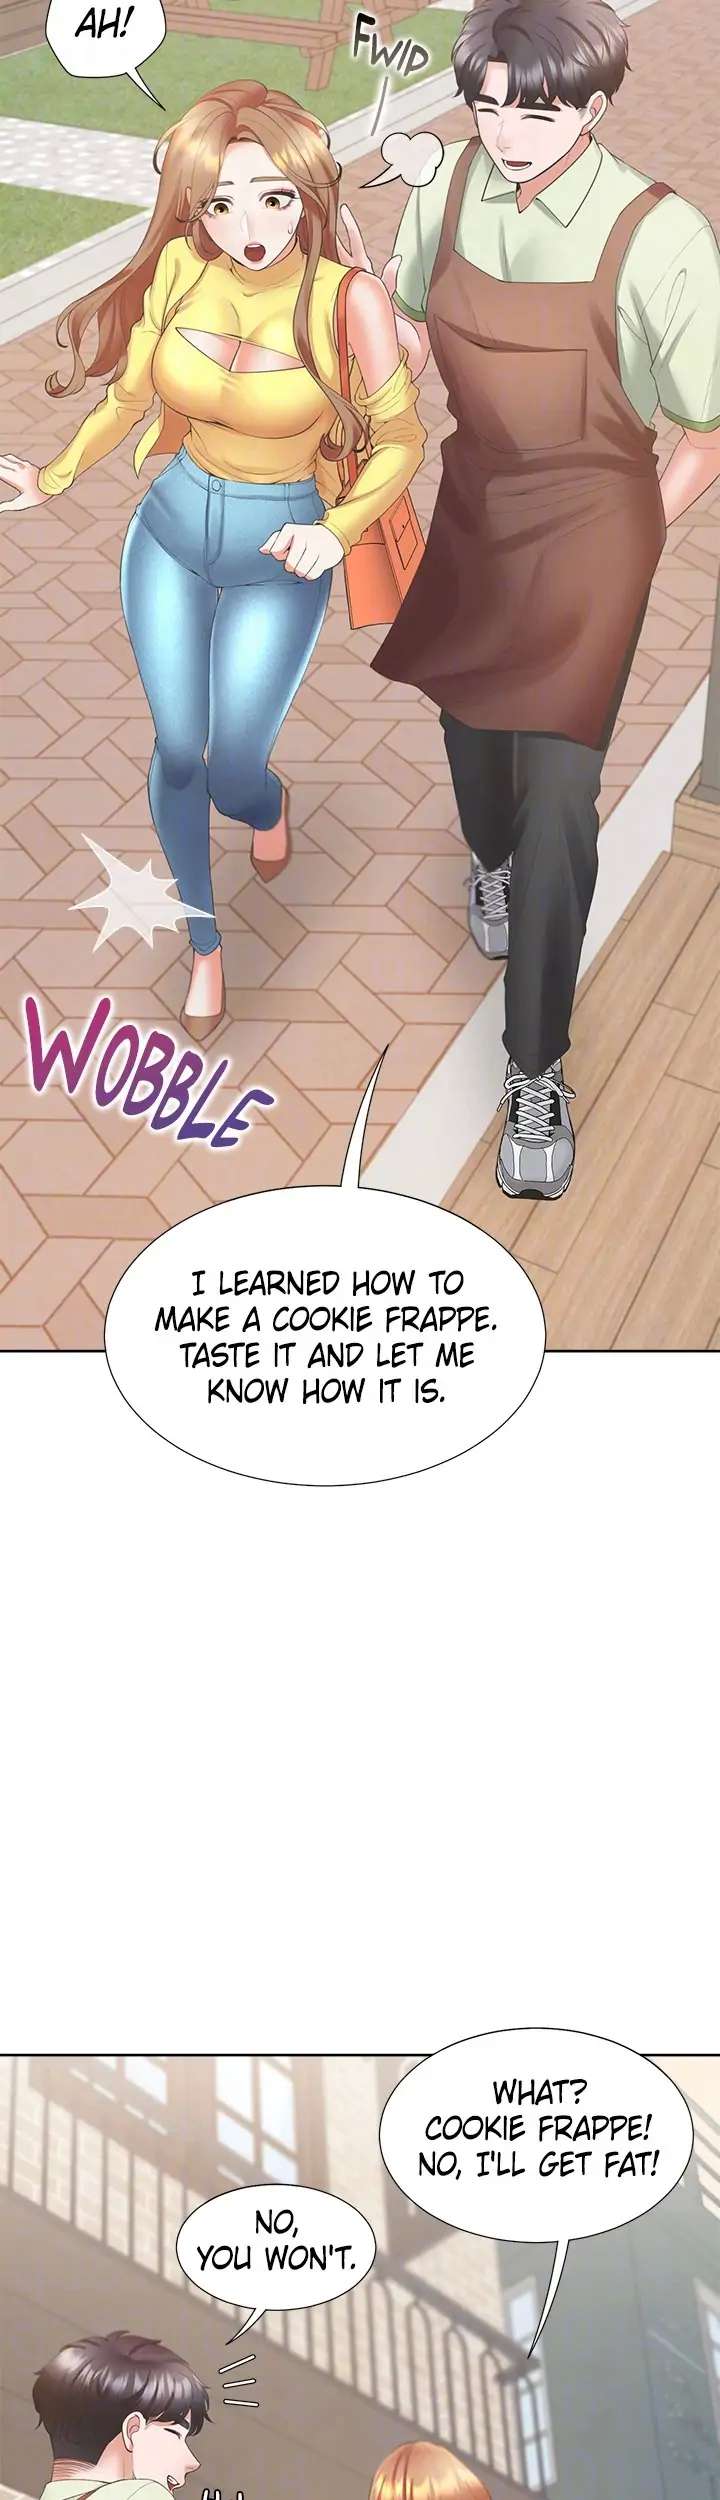 AH!
FWIP
WOBBLE
I LEARNED HOW TO
MAKE A COOKIE FRAPPE.
TASTE IT AND LET ME
KNOW HOW IT IS.
WHAT?
COOKIE FRAPPE!
NO, I'LL GET FAT!
NO,
YOU WON'T.